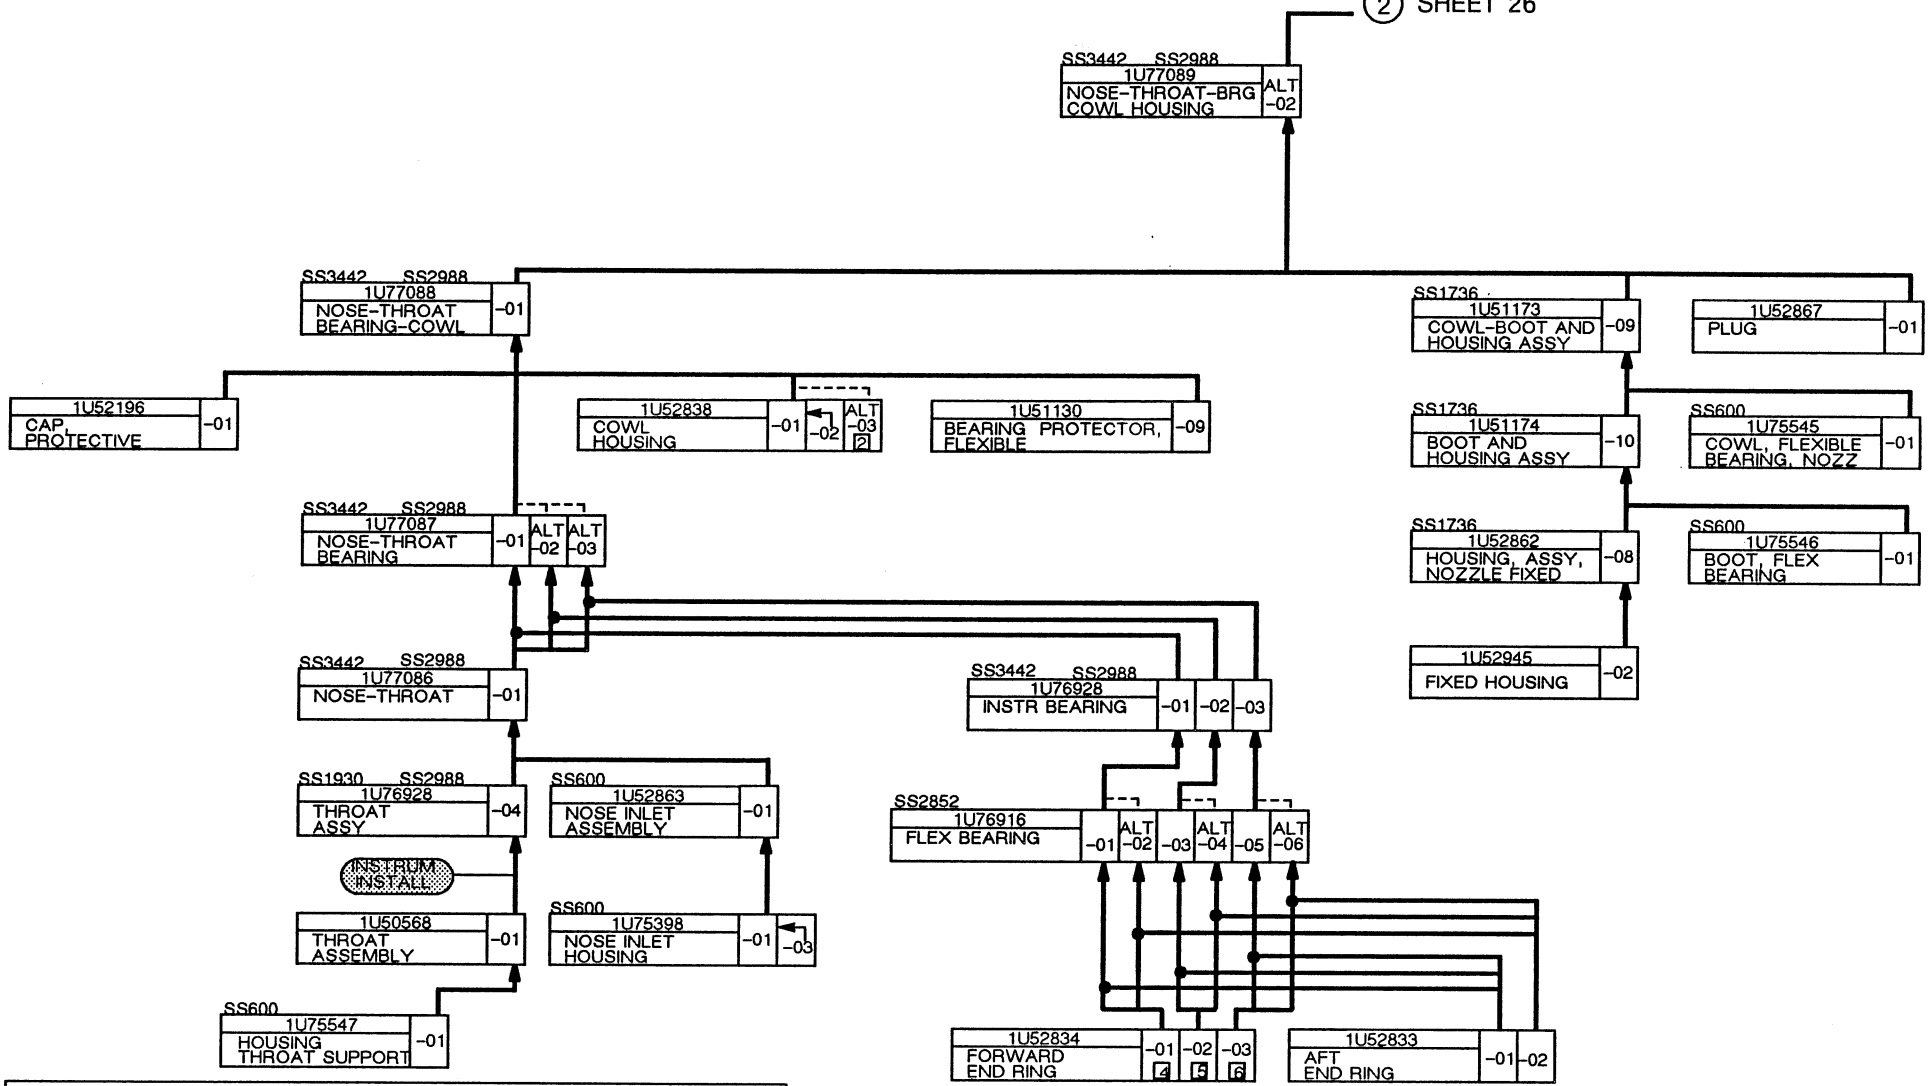 2 SHEET 26
SS3442 SS2988
1U77089
NOSE-THROAT-BRG
COWL HOUSING
ALT
-02
SS3442 SS2988
1U77088
NOSE-THROAT
BEARING-COWL
-01
SS1736
1U51173
COWL-BOOT AND
HOUSING ASSY
-09
1U52867
PLUG
-01
1U52196
CAP,
PROTECTIVE
-01
1U52838
COWL
HOUSING
-01
-02
ALT
-03
2
1U51130
BEARING PROTECTOR,
FLEXIBLE
-09
SS1736
1U51174
BOOT AND
HOUSING ASSY
-10
SS600
1U75545
COWL, FLEXIBLE
BEARING, NOZZ
-01
SS3442 SS2988
1U77087
NOSE-THROAT
BEARING
-01
ALT
-02
ALT
-03
SS1736
1U52862
HOUSING, ASSY,
NOZZLE FIXED
-08
SS600
1U75546
BOOT, FLEX
BEARING
-01
SS3442 SS2988
1U77086
NOSE-THROAT
-01
SS3442 SS2988
1U76928
INSTR BEARING
-01
-02
-03
1U52945
FIXED HOUSING
-02
SS1930 SS2988
1U76928
THROAT
ASSY
-04
SS600
1U52863
NOSE INLET
ASSEMBLY
-01
SS2852
1U76916
FLEX BEARING
-01
ALT
-02
-03
ALT
-04
-05
ALT
-06
INSTRUM
INSTALL
1U50568
THROAT
ASSEMBLY
-01
SS600
1U75398
NOSE INLET
HOUSING
-01
-03
SS600
1U75547
HOUSING
THROAT SUPPORT
-01
1U52834
FORWARD
END RING
-01
4
-02
5
-03
6
1U52833
AFT
END RING
-01
-02